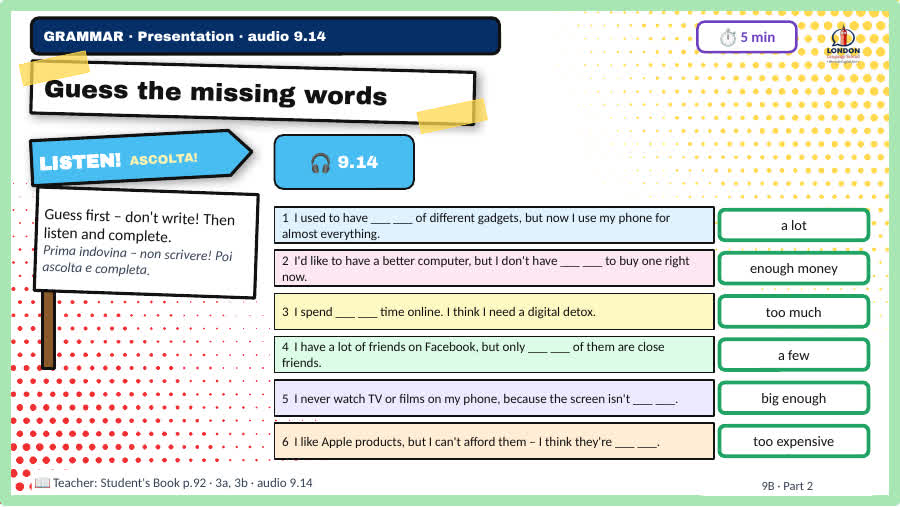 GRAMMAR · Presentation · audio 9.14
⏱️ 5 min
LONDON
Guess the missing words
LISTEN! ASCOLTA!
🎧 9.14
Guess first – don't write! Then
listen and complete.
Prima indovina – non scrivere! Poi
ascolta e completa.
1 I used to have ___ ___ of different gadgets, but now I use my phone for
almost everything.
a lot
2 I'd like to have a better computer, but I don't have ___ ___ to buy one right
now.
enough money
3 I spend ___ ___ time online. I think I need a digital detox.
too much
4 I have a lot of friends on Facebook, but only ___ ___ of them are close
friends.
a few
5 I never watch TV or films on my phone, because the screen isn't ___ ___.
big enough
6 I like Apple products, but I can't afford them – I think they're ___ ___.
too expensive
📖 Teacher: Student's Book p.92 · 3a, 3b · audio 9.14
9B · Part 2